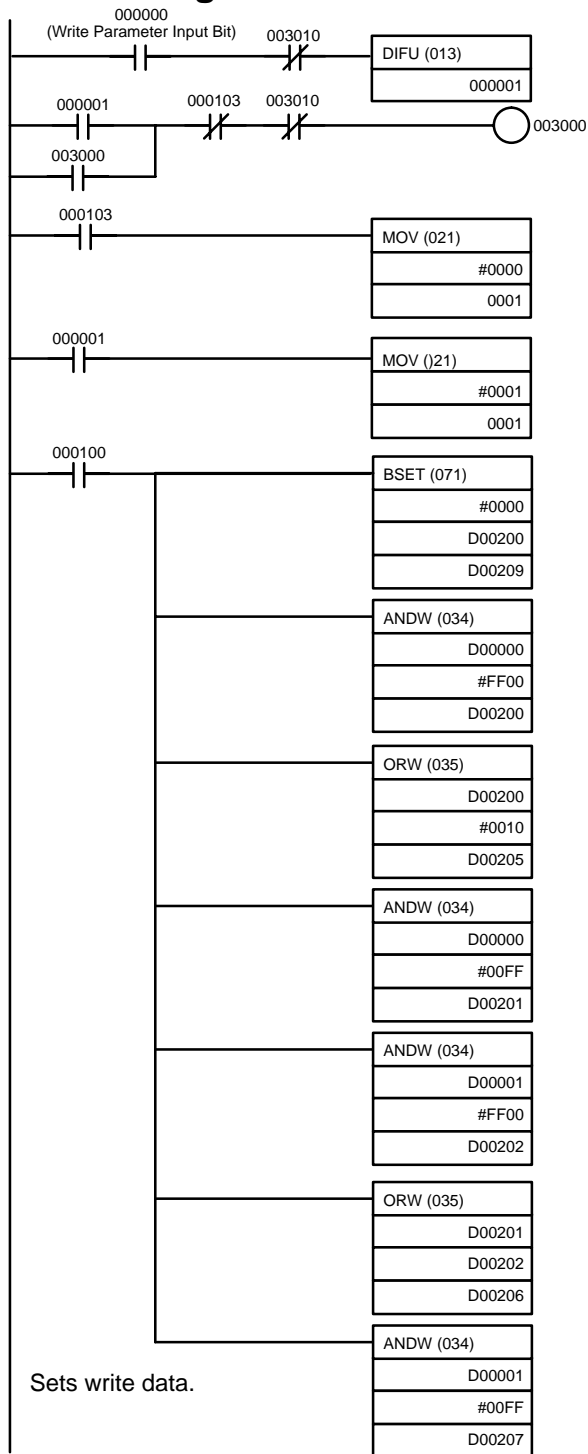 000000
(Write Parameter Input Bit)
003010
DIFU (013)
000001
000001
000103
003010
003000
003000
000103
MOV (021)
#0000
0001
000001
MOV ()21)
#0001
0001
000100
BSET (071)
#0000
D00200
D00209
ANDW (034)
D00000
#FF00
D00200
ORW (035)
D00200
#0010
D00205
ANDW (034)
D00000
#00FF
D00201
ANDW (034)
D00001
#FF00
D00202
ORW (035)
D00201
D00202
D00206
ANDW (034)
Sets write data.
D00001
#00FF
D00207